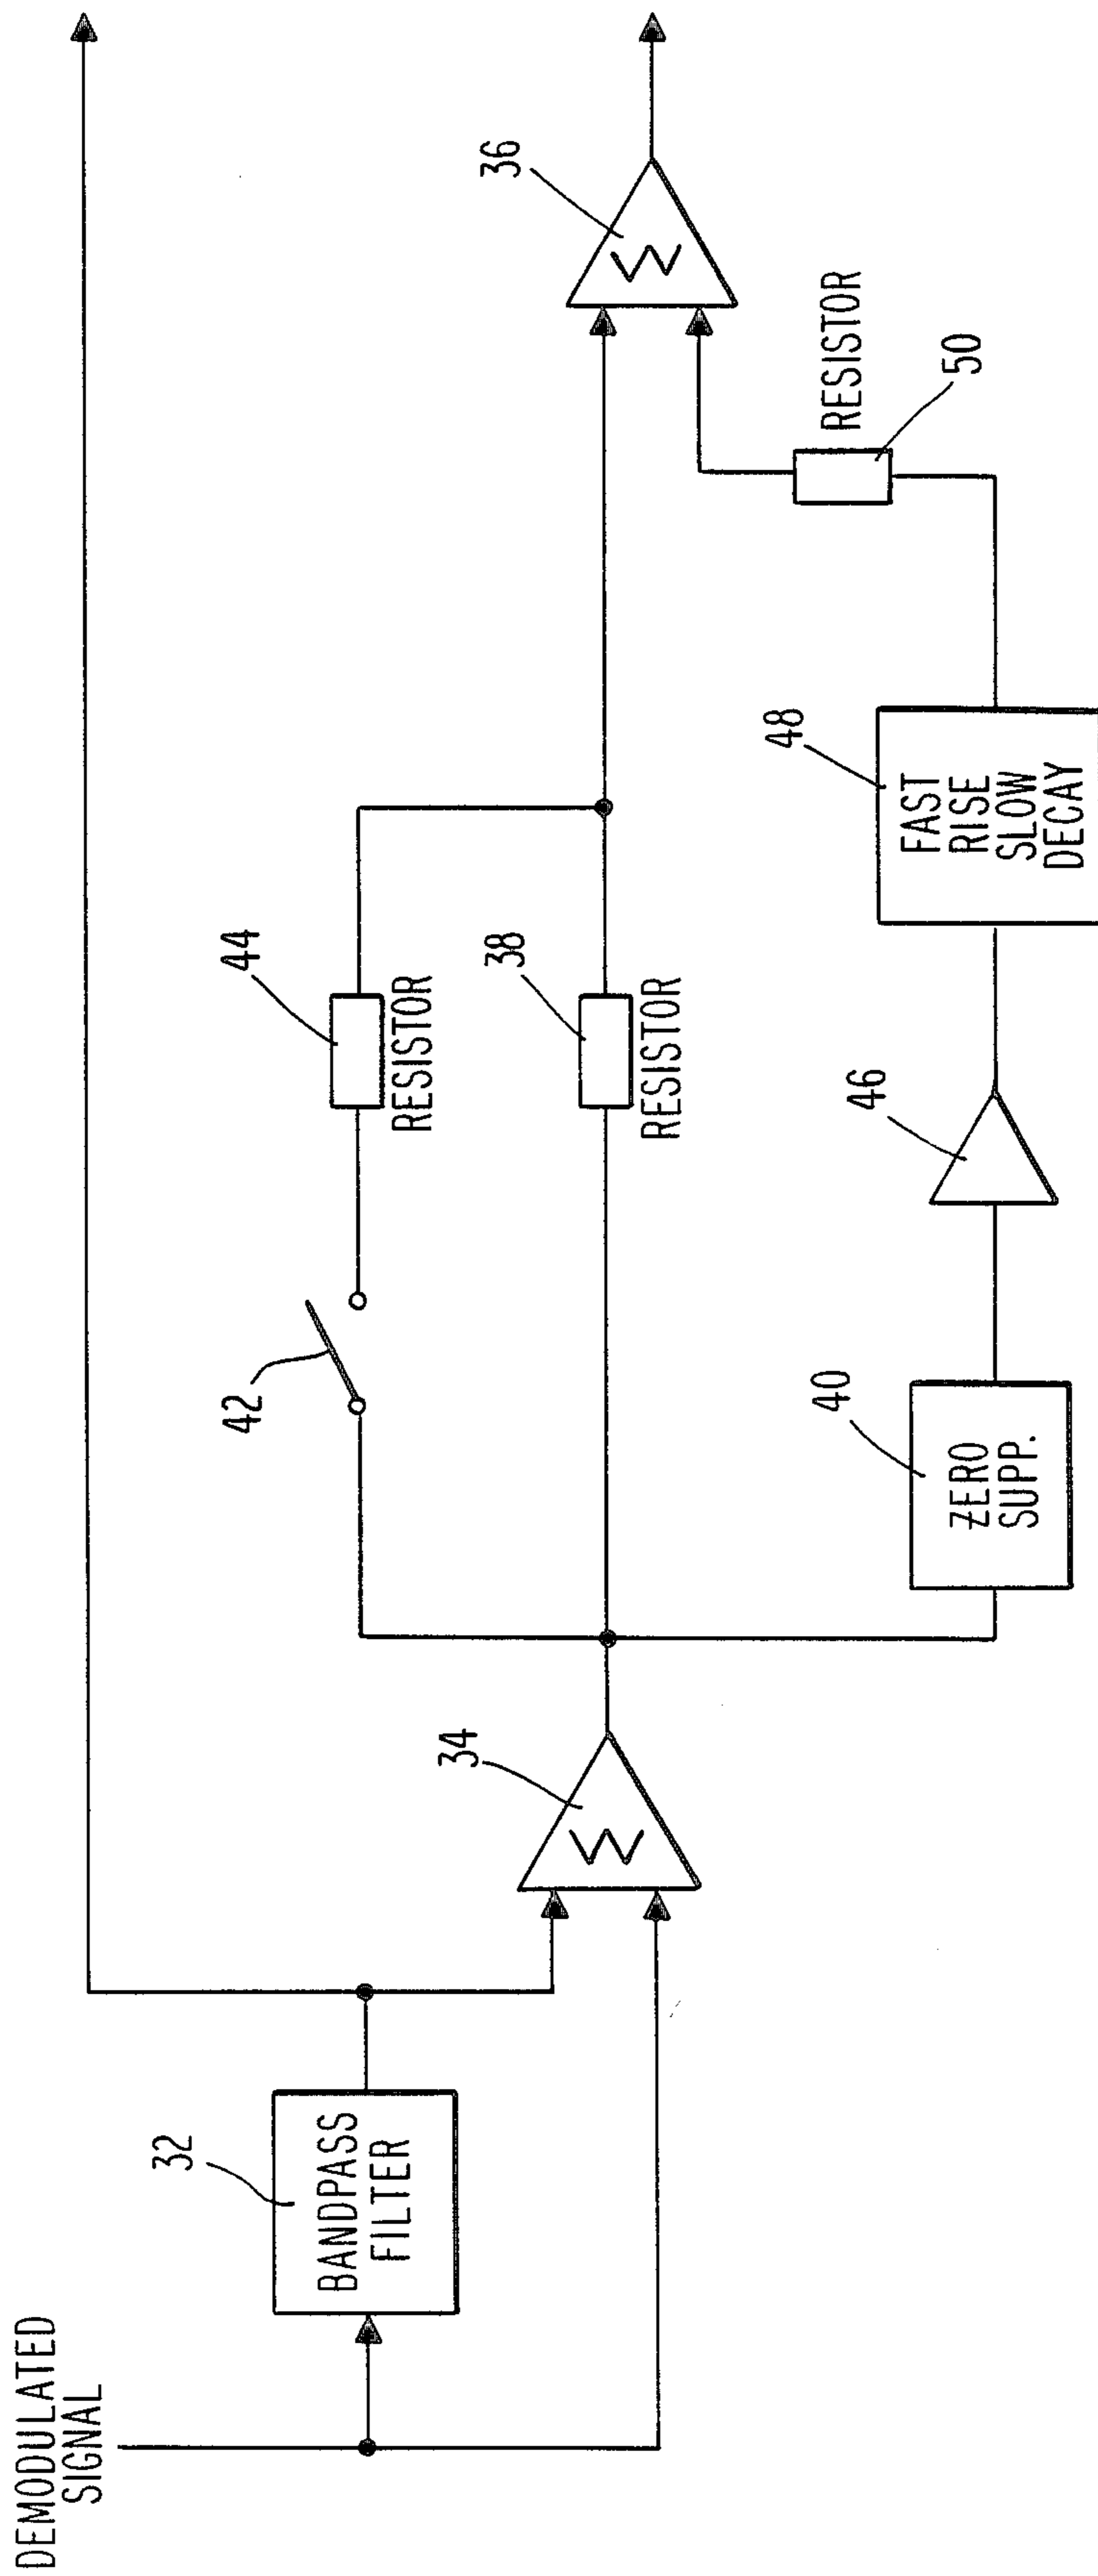 DEMODULATED
SIGNAL
32
BANDPASS
FILTER
34
Σ
42
44
RESISTOR
38
RESISTOR
36
Σ
40
ZERO
SUPP.
46
48
FAST
RISE
SLOW
DECAY
RESISTOR
50